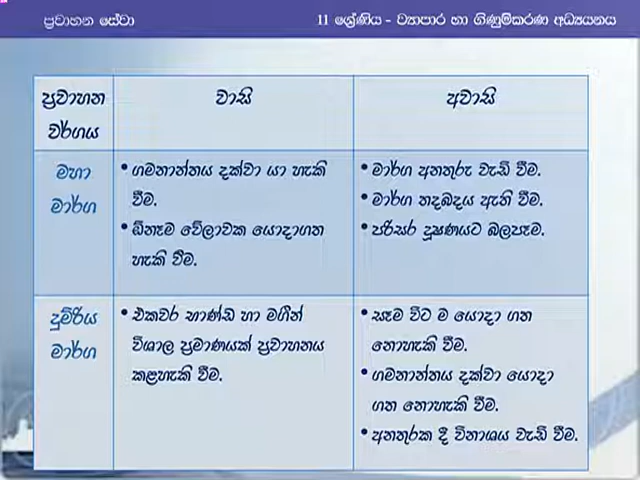 ප්‍රවාහන සේවා
11 ශ්‍රේණිය - ව්‍යාපාර හා ගිණුම්කරණ අධ්‍යයනය
ප්‍රවාහන වර්ගය
වාසි
අවාසි
මහා මාර්ග
• ගමනාන්තය දක්වා යා හැකි
වීම.
• ඕනෑම වේලාවක යොදාගත
හැකි වීම.
• මාර්ග අනතුරු වැඩි වීම.
• මාර්ග තදබදය ඇති වීම.
• පරිසර දූෂණයට බලපෑම.
දුම්රිය මාර්ග
• එකවර භාණ්ඩ හා මගීන්
විශාල ප්‍රමාණයක් ප්‍රවාහනය
කළහැකි වීම.
• සෑම විට ම යොදා ගත
නොහැකි වීම.
• ගමනාන්තය දක්වා යොදා
ගත නොහැකි වීම.
• අනතුරක දී විනාශය වැඩි වීම.